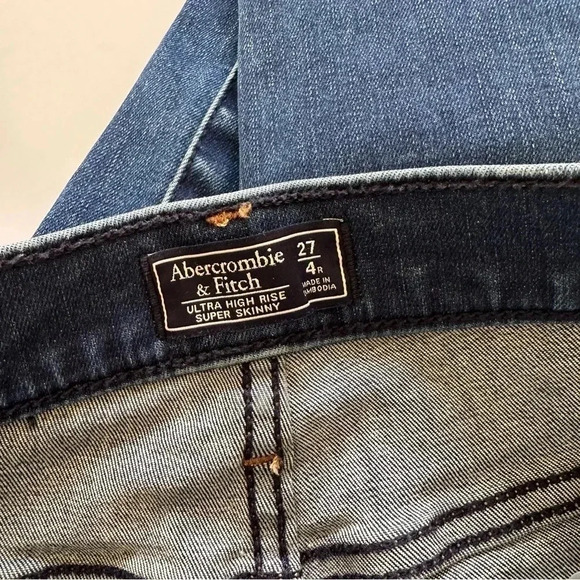 Abercrombie
& Fitch
ULTRA HIGH RISE
SUPER SKINNY
27
4R
MADE IN
CAMBODIA